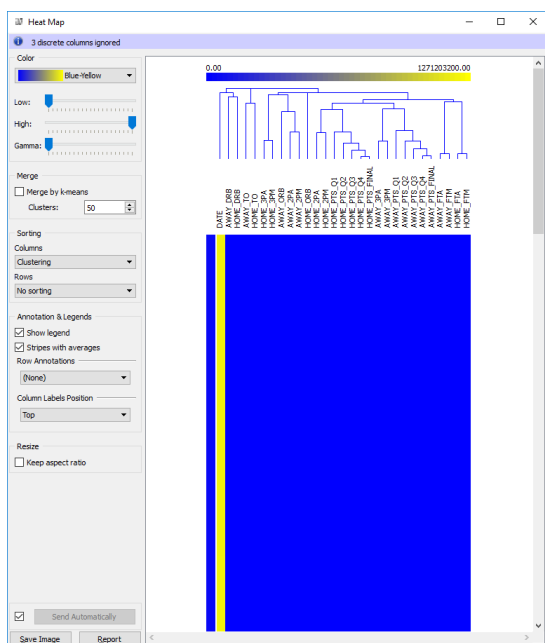 Heat Map
3 discrete columns ignored
Color
Blue-Yellow
Low:
High:
Gamma:
Merge
Merge by k-means
Clusters: 50
Sorting
Columns
Clustering
Rows
No sorting
Annotation & Legends
Show legend
Stripes with averages
Row Annotations
(None)
Column Labels Position
Top
Resize
Keep aspect ratio
Send Automatically
Save Image Report
0.00 1271203200.00
DATE
AWAY_DRB
HOME_DRB
AWAY_TO
HOME_TO
HOME_3PA
HOME_3PM
AWAY_ORB
AWAY_2PA
AWAY_2PM
HOME_ORB
HOME_2PA
HOME_2PM
HOME_PTS_Q1
HOME_PTS_Q2
HOME_PTS_Q3
HOME_PTS_Q4
HOME_PTS_FINAL
AWAY_3PA
AWAY_3PM
AWAY_PTS_Q1
AWAY_PTS_Q2
AWAY_PTS_Q3
AWAY_PTS_Q4
AWAY_PTS_FINAL
AWAY_FTA
AWAY_FTM
HOME_FTA
HOME_FTM